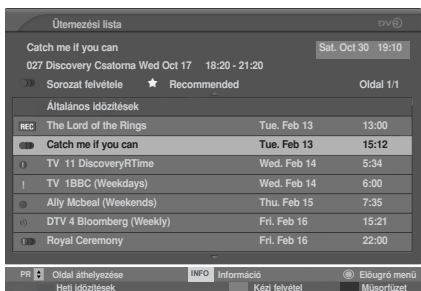 Ütemezési lista DVB
Catch me if you can Sat. Oct 30 19:10
027 Discovery Csatorna Wed Oct 17 18:20 - 21:20
Sorozat felvétele ★ Recommended Oldal 1/1
Általános időzítések
REC The Lord of the Rings Tue. Feb 13 13:00
Catch me if you can Tue. Feb 13 15:12
TV 11 DiscoveryRTime Wed. Feb 14 5:34
! TV 1BBC (Weekdays) Wed. Feb 14 6:00
Ally Mcbeal (Weekends) Thu. Feb 15 7:35
DTV 4 Bloomberg (Weekly) Fri. Feb 16 15:21
Royal Ceremony Fri. Feb 16 22:00
PR Oldal áthelyezése INFO Információ Előugró menü
Heti időzítések Kézi felvétel Műsorfüzet